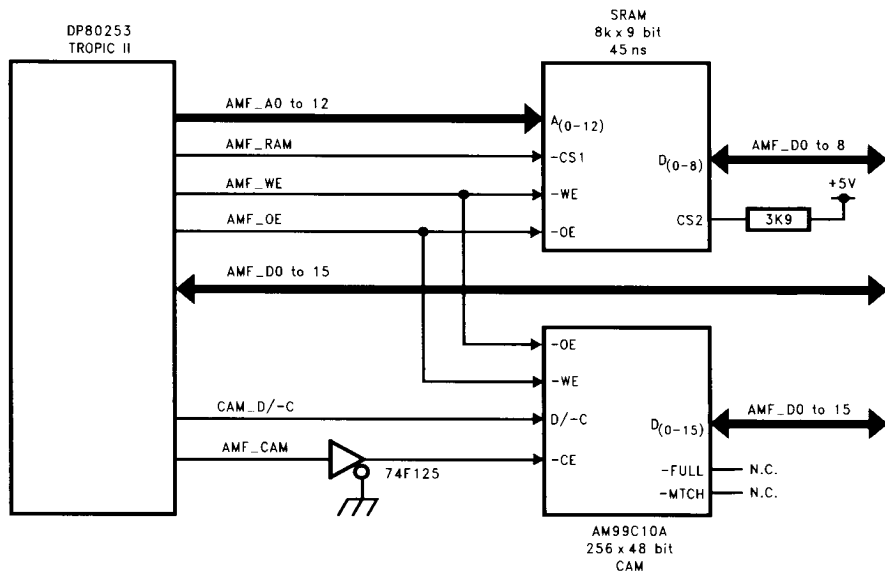 DP80253
TROPIC II
SRAM
8k x 9 bit
45 ns
AMF_A0 to 12
A(0-12)
AMF_RAM
-CS1
D(0-8)
AMF_D0 to 8
AMF_WE
-WE
+5V
CS2
3K9
AMF_OE
-OE
AMF_D0 to 15
-OE
-WE
CAM_D/-C
D/-C
D(0-15)
AMF_D0 to 15
AMF_CAM
74F125
-CE
-FULL
N.C.
-MTCH
N.C.
AM99C10A
256 x 48 bit
CAM